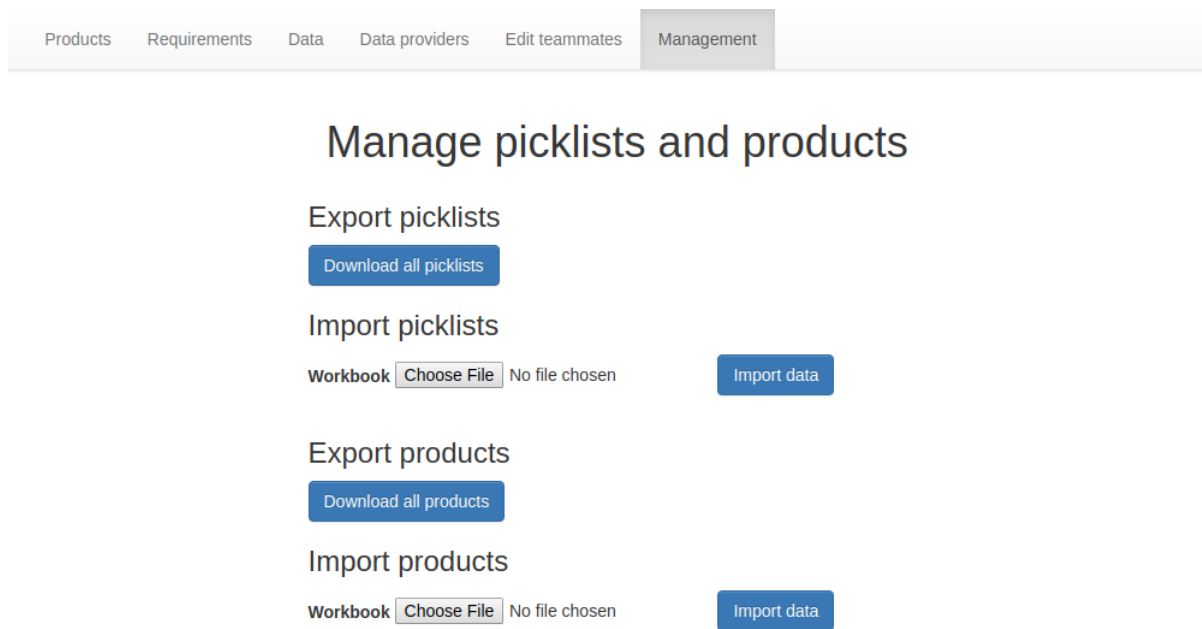 Products Requirements Data Data providers Edit teammates Management
Manage picklists and products
Export picklists
Download all picklists
Import picklists
Workbook Choose File No file chosen Import data
Export products
Download all products
Import products
Workbook Choose File No file chosen Import data